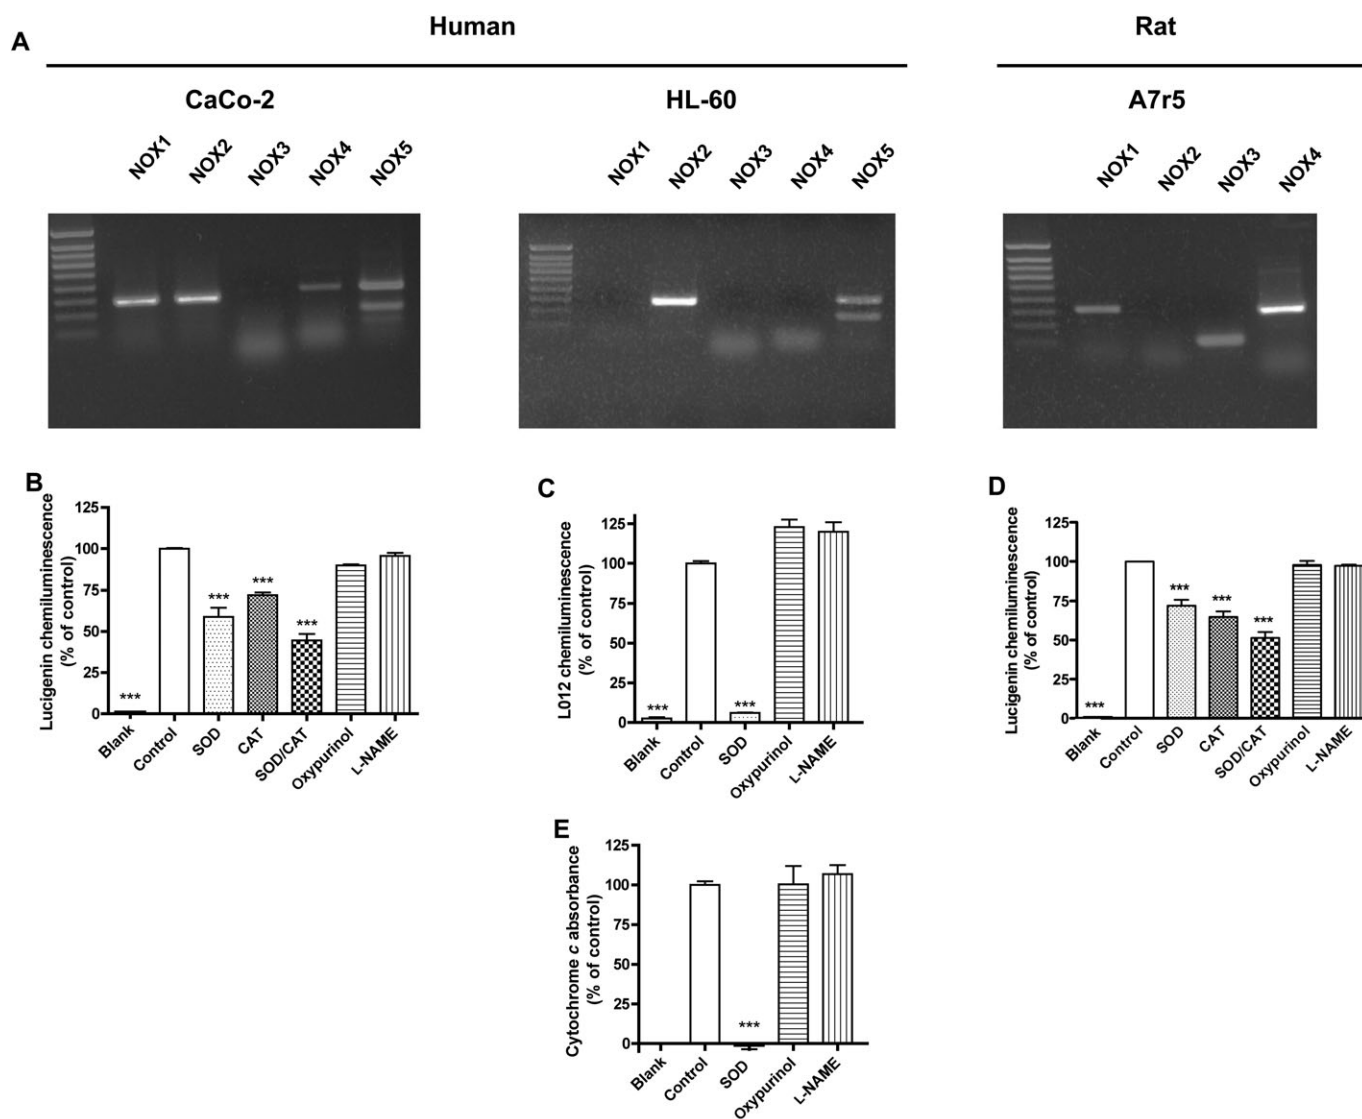 A
Human
Rat
CaCo-2
HL-60
A7r5
NOX1 NOX2 NOX3 NOX4 NOX5
NOX1 NOX2 NOX3 NOX4 NOX5
NOX1 NOX2 NOX3 NOX4
B
Lucigenin chemiluminescence
(% of control)
125
100
75
50
25
0
***
***
***
***
Blank
Control
SOD
CAT
SOD/CAT
Oxypurinol
L-NAME
C
L012 chemiluminescence
(% of control)
125
100
75
50
25
0
***
***
Blank
Control
SOD
Oxypurinol
L-NAME
D
Lucigenin chemiluminescence
(% of control)
125
100
75
50
25
0
***
***
***
***
Blank
Control
SOD
CAT
SOD/CAT
Oxypurinol
L-NAME
E
Cytochrome c absorbance
(% of control)
125
100
75
50
25
0
***
Blank
Control
SOD
Oxypurinol
L-NAME